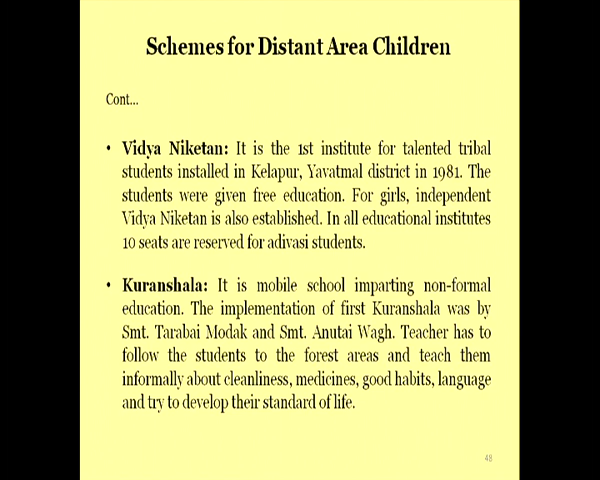 Schemes for Distant Area Children
Cont...
• Vidya Niketan: It is the 1st institute for talented tribal
students installed in Kelapur, Yavatmal district in 1981. The
students were given free education. For girls, independent
Vidya Niketan is also established. In all educational institutes
10 seats are reserved for adivasi students.
• Kuranshala: It is mobile school imparting non-formal
education. The implementation of first Kuranshala was by
Smt. Tarabai Modak and Smt. Anutai Wagh. Teacher has to
follow the students to the forest areas and teach them
informally about cleanliness, medicines, good habits, language
and try to develop their standard of life.
48